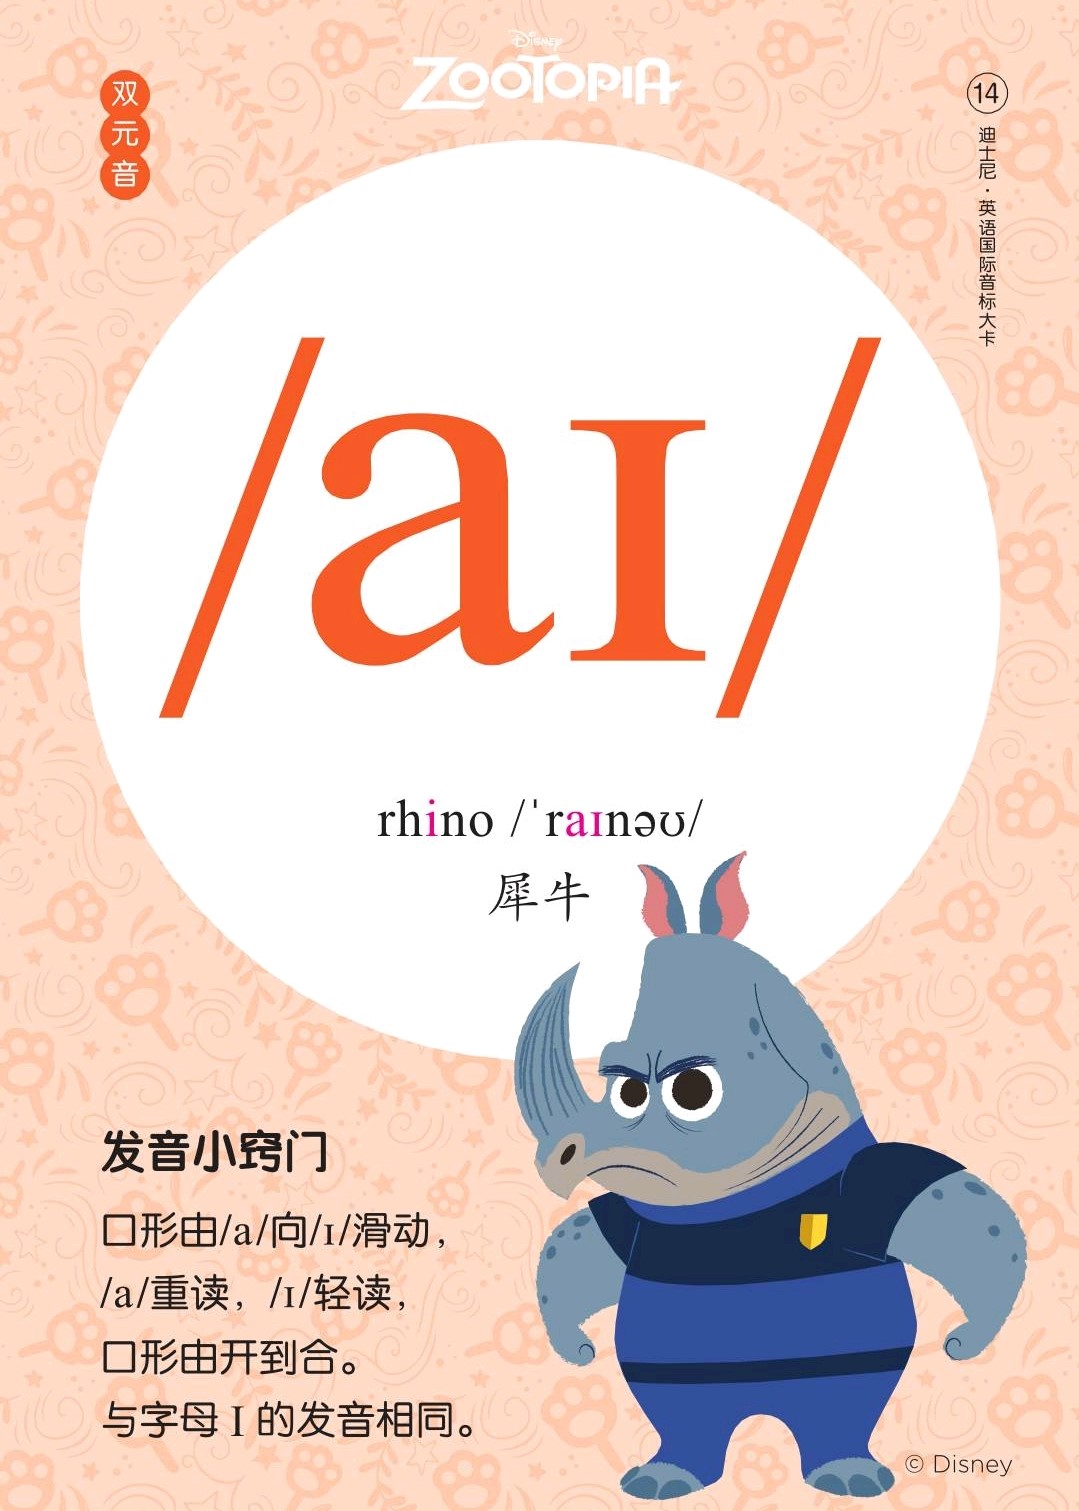 Disney
ZOOTOPIA
双元音
14
迪士尼·英语国际音标大卡
/aɪ/
rhino /ˈraɪnəʊ/
犀牛
发音小窍门
口形由/a/向/ɪ/滑动，
/a/重读，/ɪ/轻读，
口形由开到合。
与字母 I 的发音相同。
© Disney